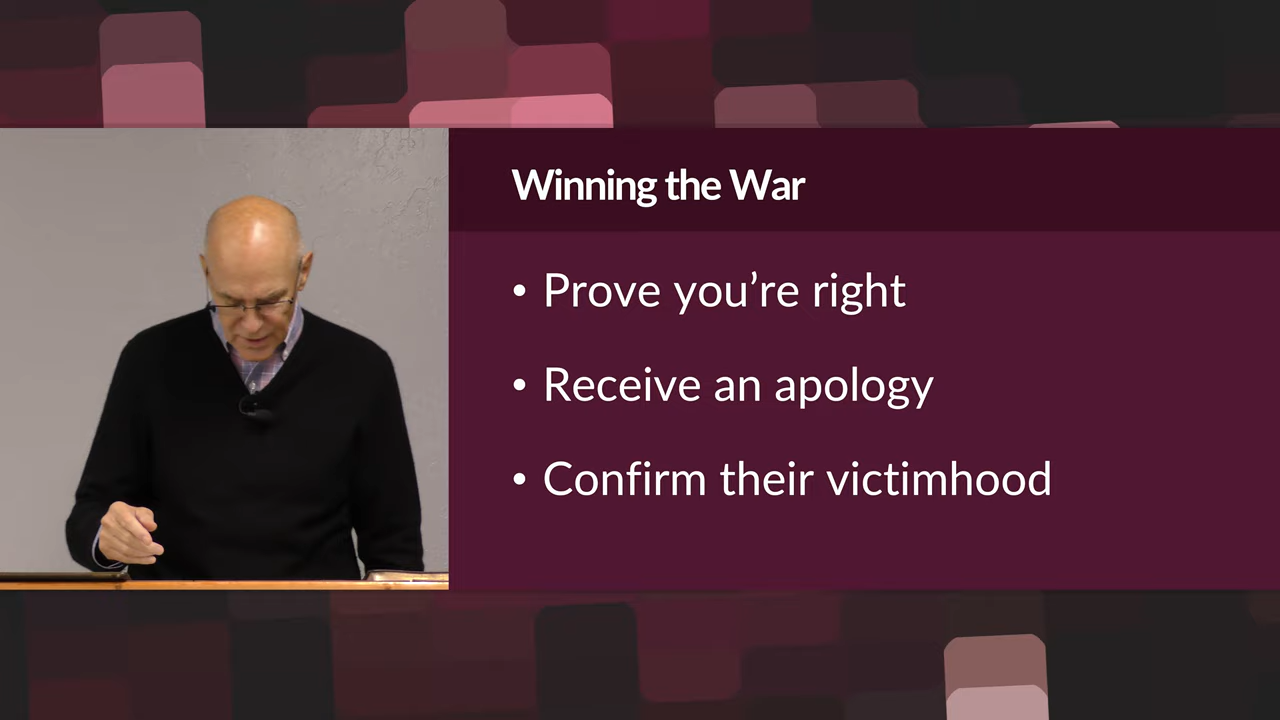 Winning the War
• Prove you’re right
• Receive an apology
• Confirm their victimhood